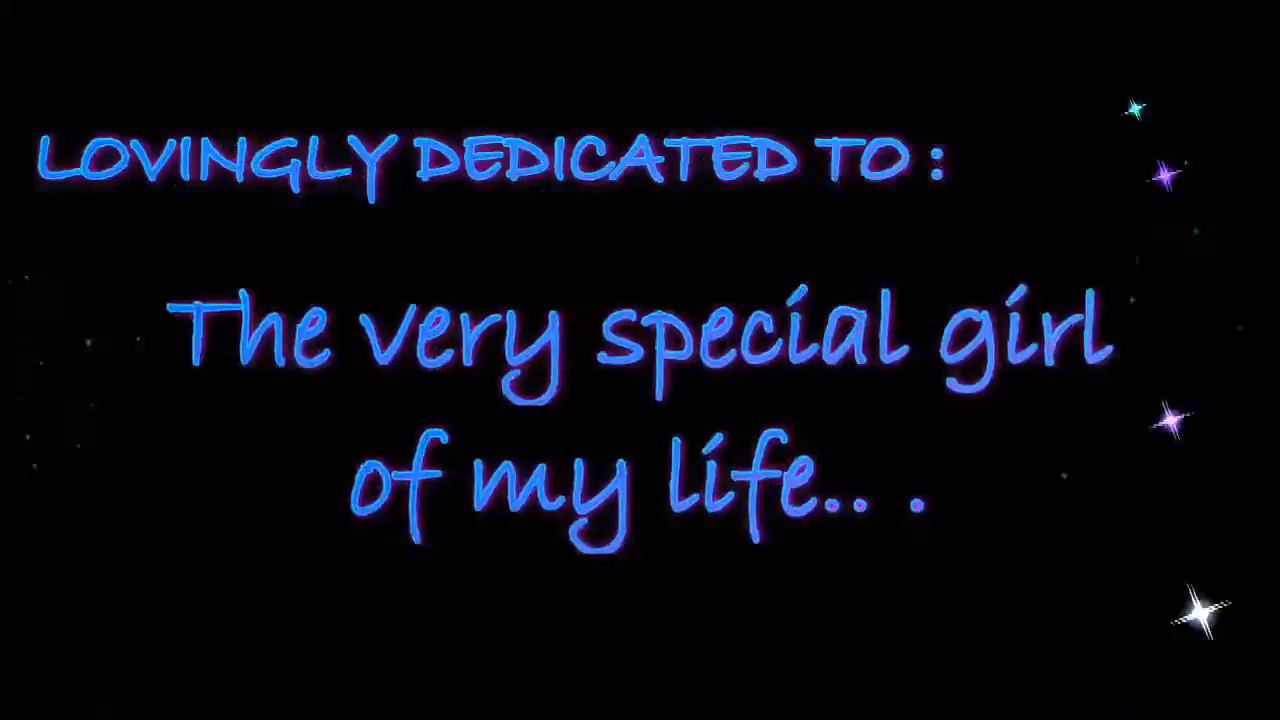 LOVINGLY DEDICATED TO :
The very special girl
of my life.. .